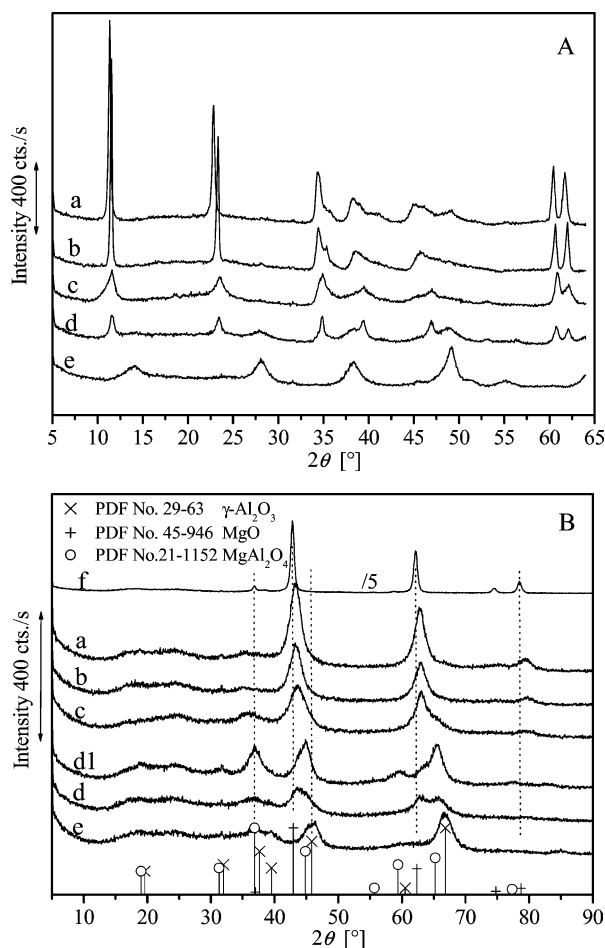 A
Intensity 400 cts./s
a
b
c
d
e
5 10 15 20 25 30 35 40 45 50 55 60 65
2θ [°]
B
× PDF No. 29-63 γ-Al₂O₃
+ PDF No. 45-946 MgO
○ PDF No.21-1152 MgAl₂O₄
f
/5
Intensity 400 cts./s
a
b
c
d1
d
e
10 20 30 40 50 60 70 80 90
2θ [°]